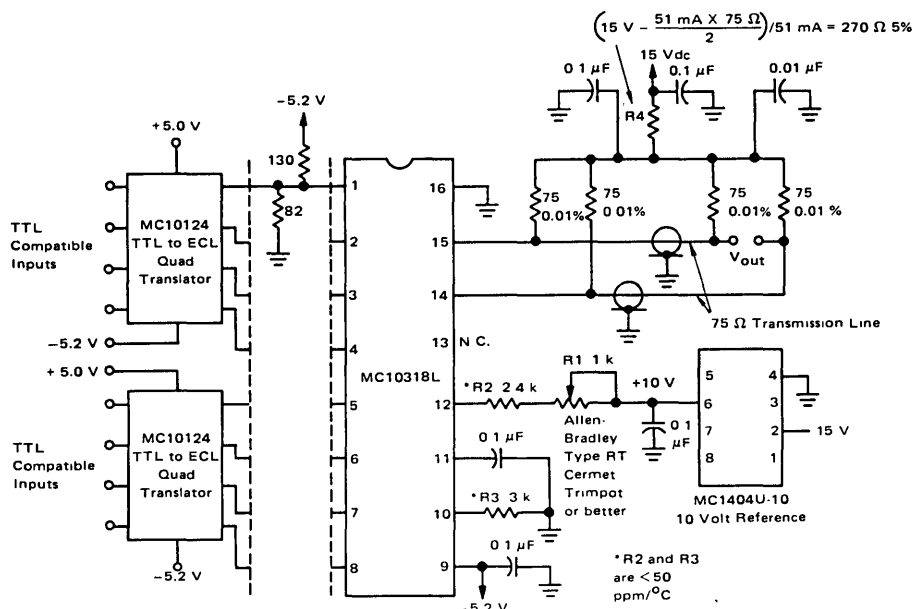 (15 V – 51 mA X 75 Ω / 2) /51 mA = 270 Ω 5%
15 Vdc
0 1 µF
0.1 µF
0.01 µF
R4
–5.2 V
+5.0 V
130
82
MC10124
TTL to ECL
Quad
Translator
TTL
Compatible
Inputs
–5.2 V
+5.0 V
MC10124
TTL to ECL
Quad
Translator
TTL
Compatible
Inputs
–5.2 V
1
2
3
4
5
6
7
8
MC10318L
16
15
14
13
12
11
10
9
N C.
75
0.01%
75
0 01%
75
0.01%
75
0.01 %
Vout
75 Ω Transmission Line
*R2 2 4 k
R1 1 k
+10 V
Allen-
Bradley
Type RT
Cermet
Trimpot
or better
0 1
µF
0 1 µF
*R3 3 k
0 1 µF
–5.2 V
5
6
7
8
4
3
2
1
15 V
MC1404U-10
10 Volt Reference
*R2 and R3
are <50
ppm/°C